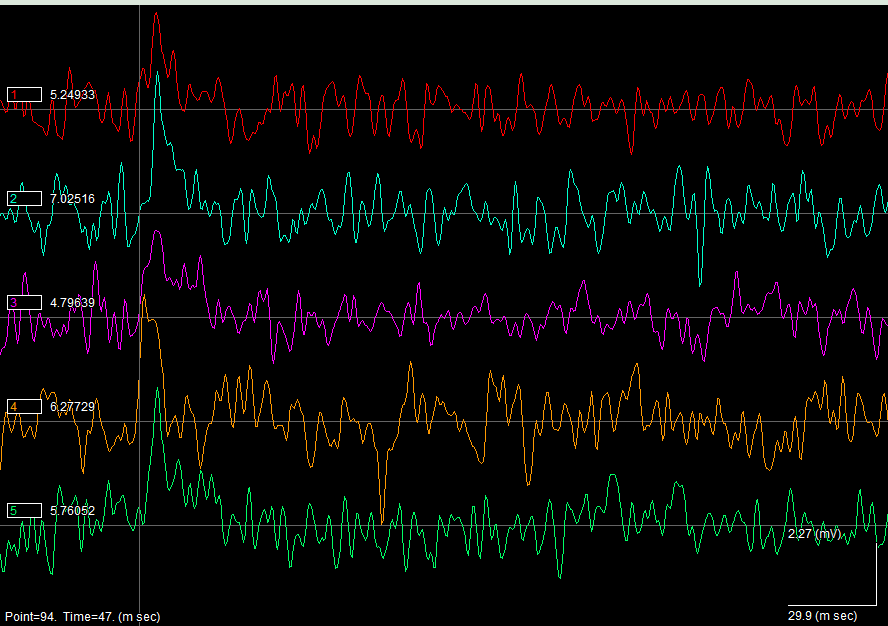 1 5.24933
2 7.02516
3 4.79639
4 6.27729
5 5.76052
2.27 (mV)
Point=94. Time=47. (m sec)
29.9 (m sec)